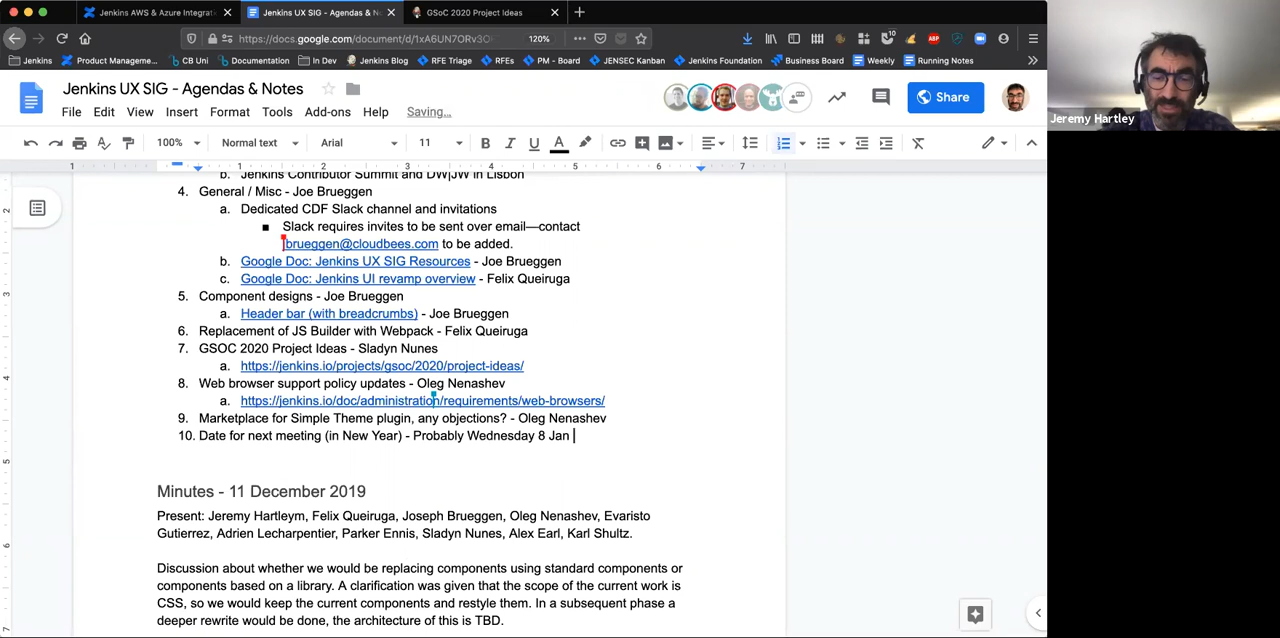 Jenkins AWS & Azure Integrat
Jenkins UX SIG - Agendas & N
GSoC 2020 Project Ideas
https://docs.google.com/document/d/1xA6UN7ORv3OF
120%
Jenkins
Product Manageme...
CB Uni
Documentation
In Dev
Jenkins Blog
RFE Triage
RFEs
PM - Board
JENSEC Kanban
Jenkins Foundation
Business Board
Weekly
Running Notes
Jenkins UX SIG - Agendas & Notes
File Edit View Insert Format Tools Add-ons Help Saving...
Share
Jeremy Hartley
100% Normal text Arial 11
b. Jenkins Contributor Summit and DW|JW in Lisbon
4. General / Misc - Joe Brueggen
a. Dedicated CDF Slack channel and invitations
■ Slack requires invites to be sent over email—contact
jbrueggen@cloudbees.com to be added.
b. Google Doc: Jenkins UX SIG Resources - Joe Brueggen
c. Google Doc: Jenkins UI revamp overview - Felix Queiruga
5. Component designs - Joe Brueggen
a. Header bar (with breadcrumbs) - Joe Brueggen
6. Replacement of JS Builder with Webpack - Felix Queiruga
7. GSOC 2020 Project Ideas - Sladyn Nunes
a. https://jenkins.io/projects/gsoc/2020/project-ideas/
8. Web browser support policy updates - Oleg Nenashev
a. https://jenkins.io/doc/administration/requirements/web-browsers/
9. Marketplace for Simple Theme plugin, any objections? - Oleg Nenashev
10. Date for next meeting (in New Year) - Probably Wednesday 8 Jan
Minutes - 11 December 2019
Present: Jeremy Hartleym, Felix Queiruga, Joseph Brueggen, Oleg Nenashev, Evaristo
Gutierrez, Adrien Lecharpentier, Parker Ennis, Sladyn Nunes, Alex Earl, Karl Shultz.
Discussion about whether we would be replacing components using standard components or
components based on a library. A clarification was given that the scope of the current work is
CSS, so we would keep the current components and restyle them. In a subsequent phase a
deeper rewrite would be done, the architecture of this is TBD.